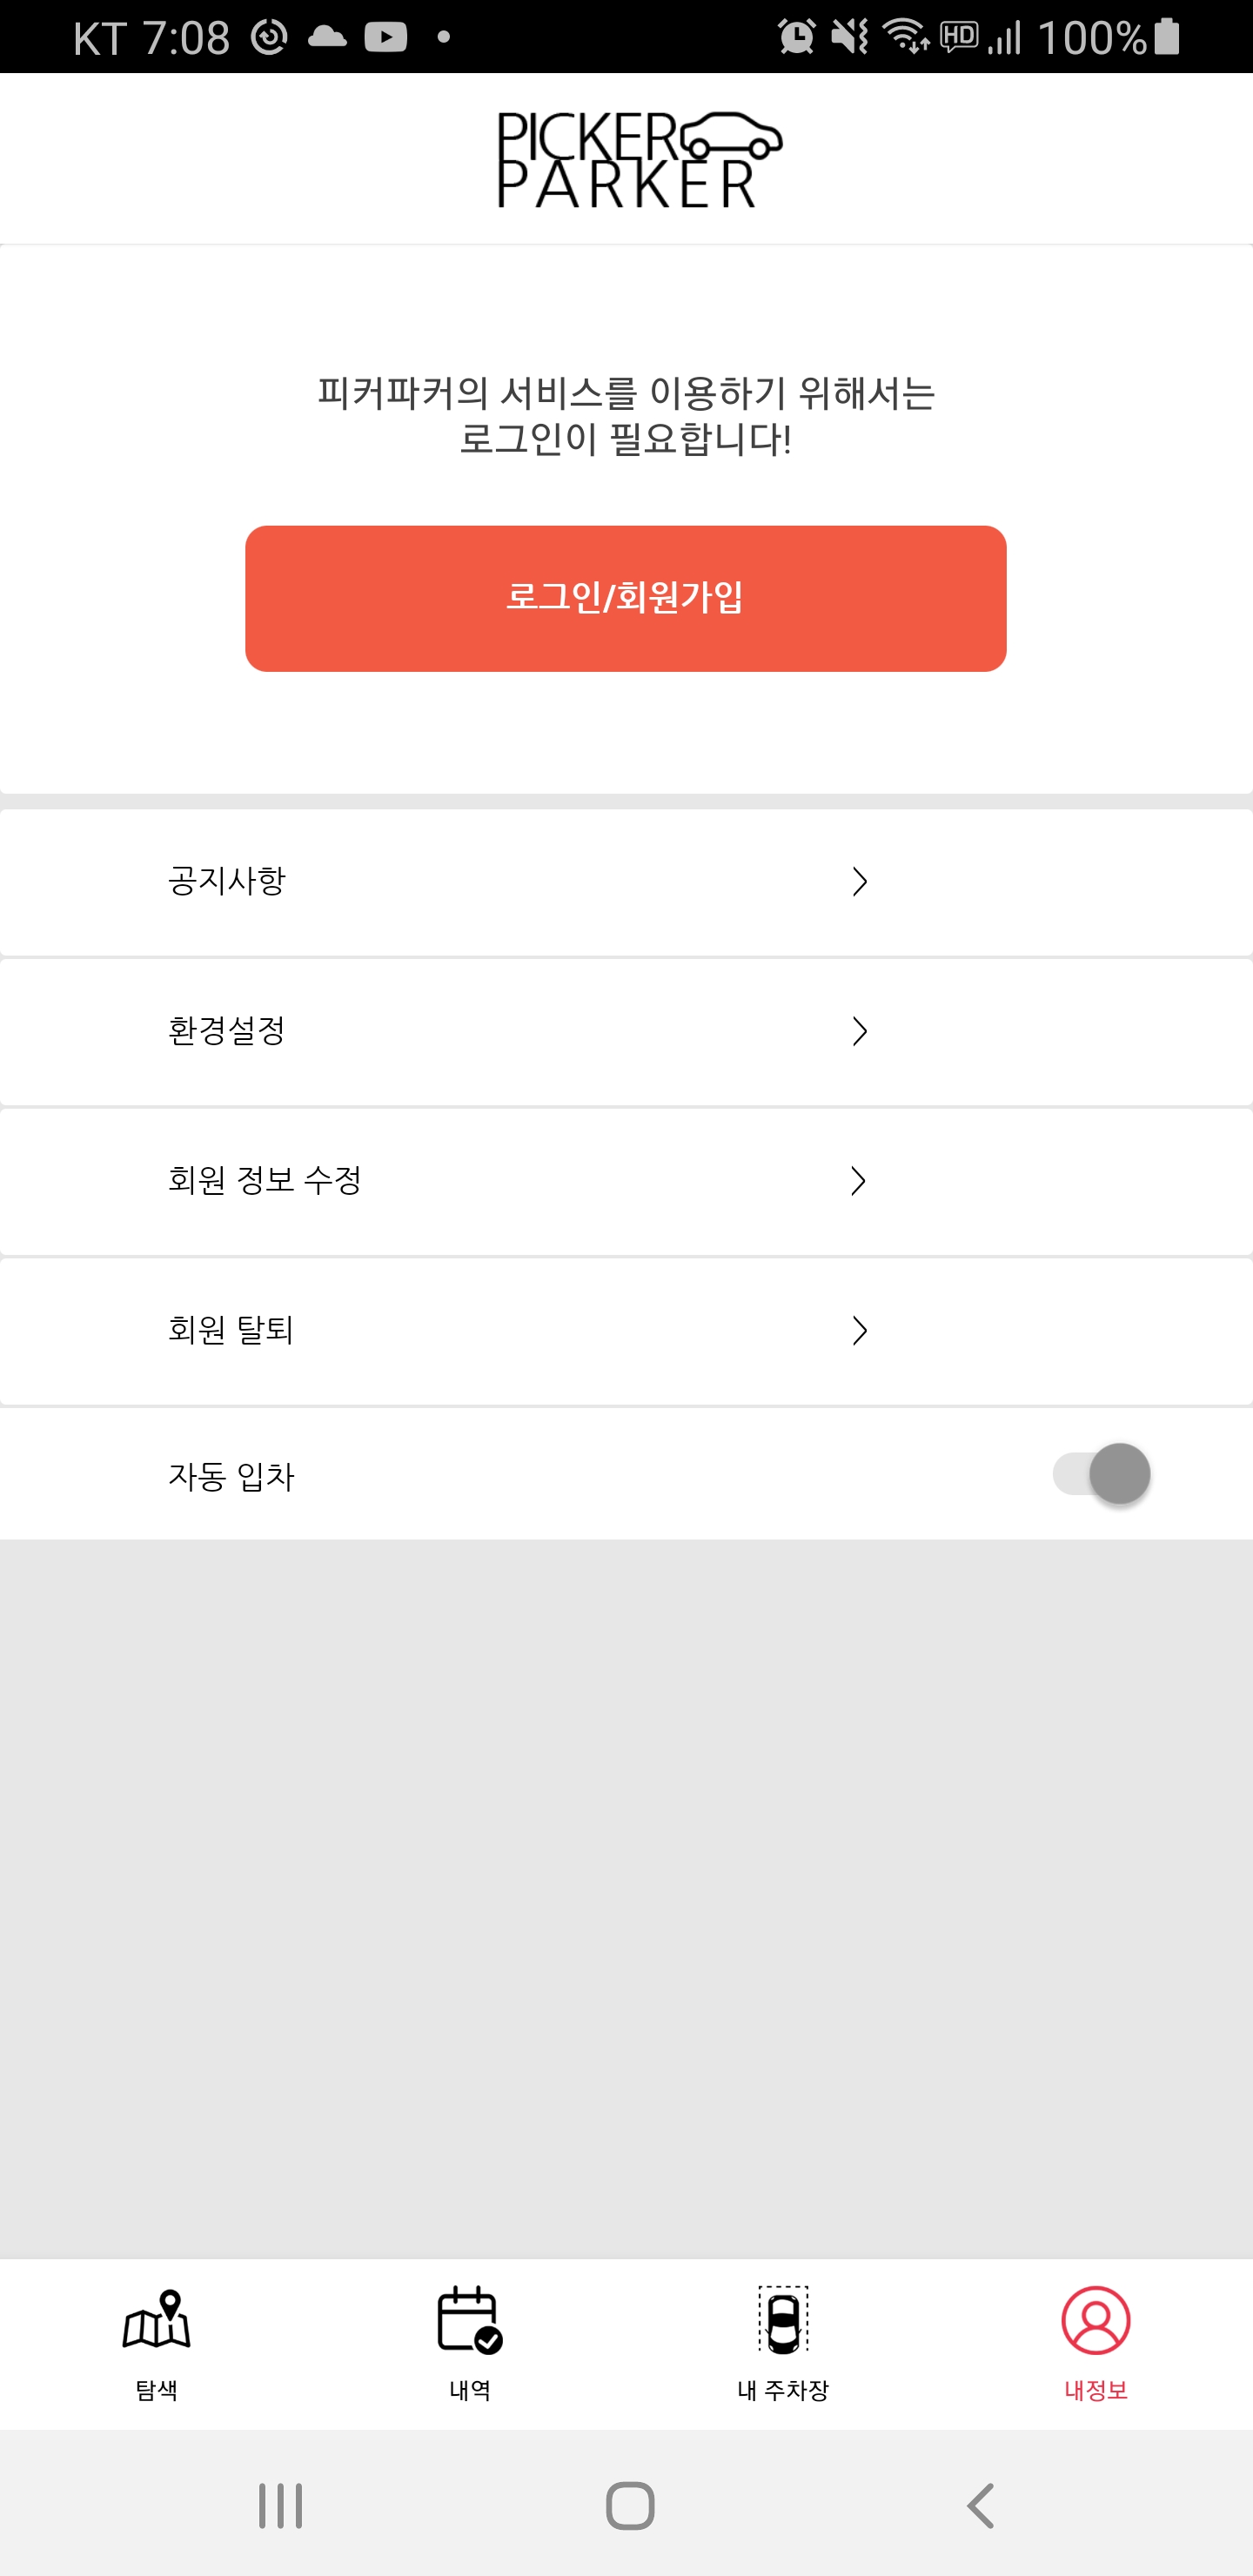 KT 7:08 HD 100%
PICKER
PARKER
피커파커의 서비스를 이용하기 위해서는
로그인이 필요합니다!
로그인/회원가입
공지사항
환경설정
회원 정보 수정
회원 탈퇴
자동 입차
탐색 내역 내 주차장 내정보